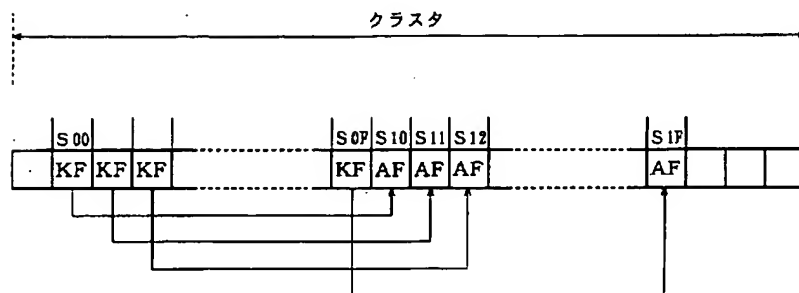 クラスタ
S00 S0F S10 S11 S12 S1F
KF KF KF KF AF AF AF AF